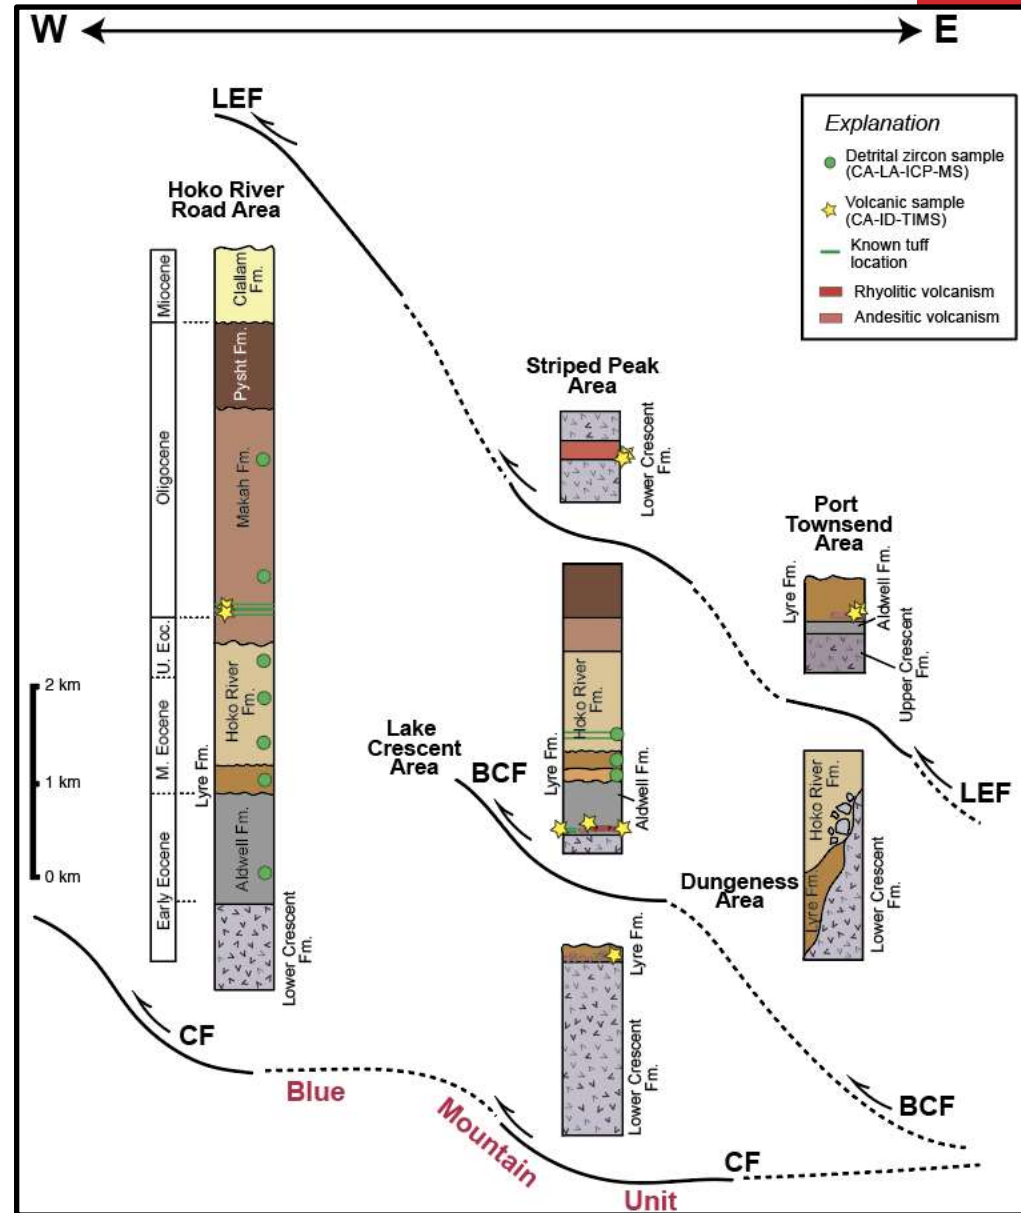 W
E
LEF
Explanation
Detrital zircon sample
(CA-LA-ICP-MS)
Volcanic sample
(CA-ID-TIMS)
Known tuff
location
Rhyolitic volcanism
Andesitic volcanism
Hoko River
Road Area
Miocene
Oligocene
U. Eoc.
M. Eocene
Early Eocene
Clallam
Fm.
Pysht Fm.
Makah Fm.
Hoko River
Fm.
Lyre Fm.
Aldwell Fm.
Lower Crescent
Fm.
2 km
1 km
0 km
Striped Peak
Area
Lower Crescent
Fm.
Port
Townsend
Area
Lyre Fm.
Aldwell Fm.
Upper Crescent
Fm.
Lake
Crescent
Area
BCF
Hoko River
Fm.
Lyre Fm.
Aldwell Fm.
LEF
Dungeness
Area
Hoko River
Fm.
Lyre Fm.
Lower Crescent
Fm.
Lyre Fm.
Lower Crescent
Fm.
CF
Blue
Mountain
Unit
BCF
CF